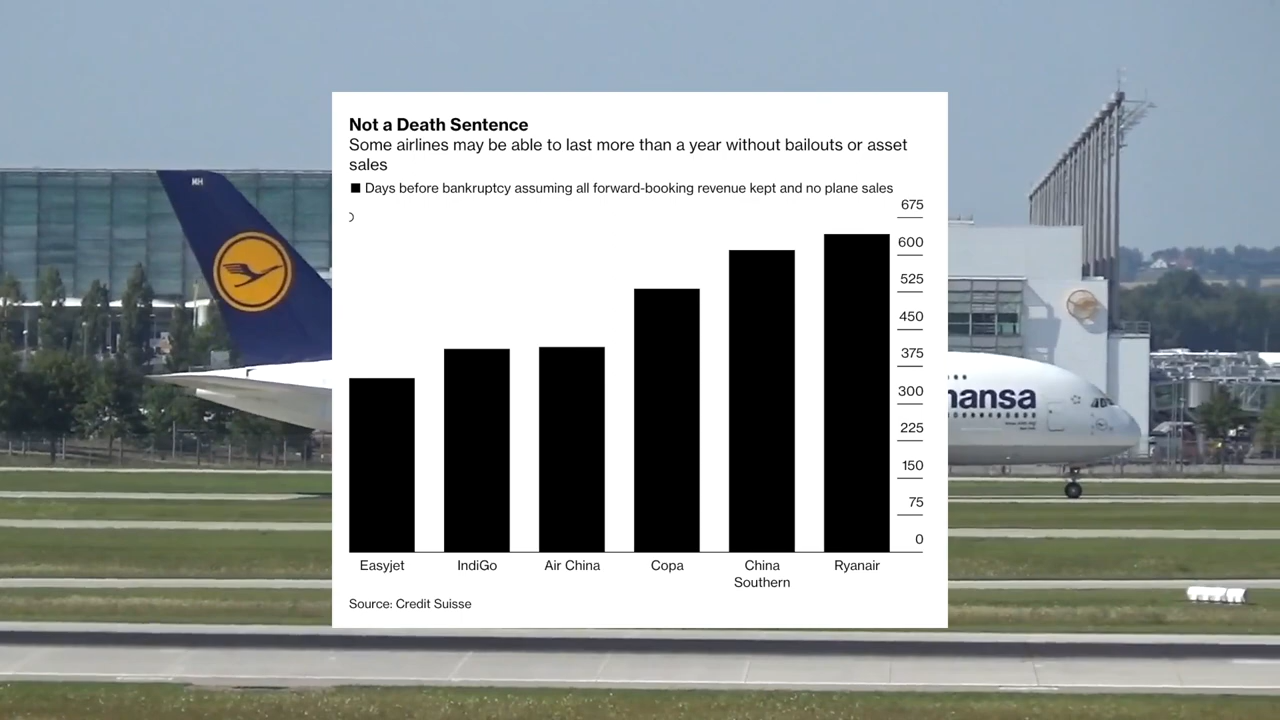 Not a Death Sentence
Some airlines may be able to last more than a year without bailouts or asset
sales
Days before bankruptcy assuming all forward-booking revenue kept and no plane sales
675
600
525
450
375
300
225
150
75
0
Easyjet IndiGo Air China Copa China Southern Ryanair
Source: Credit Suisse
MH
hansa